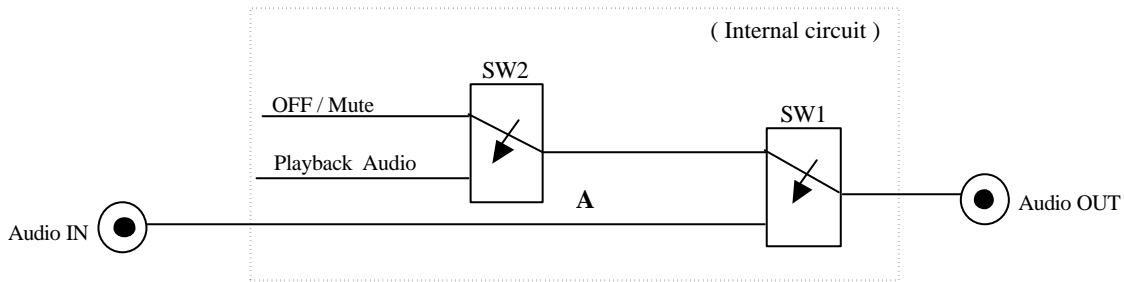 ( Internal circuit )
SW2
OFF / Mute
SW1
Playback Audio
A
Audio IN
Audio OUT